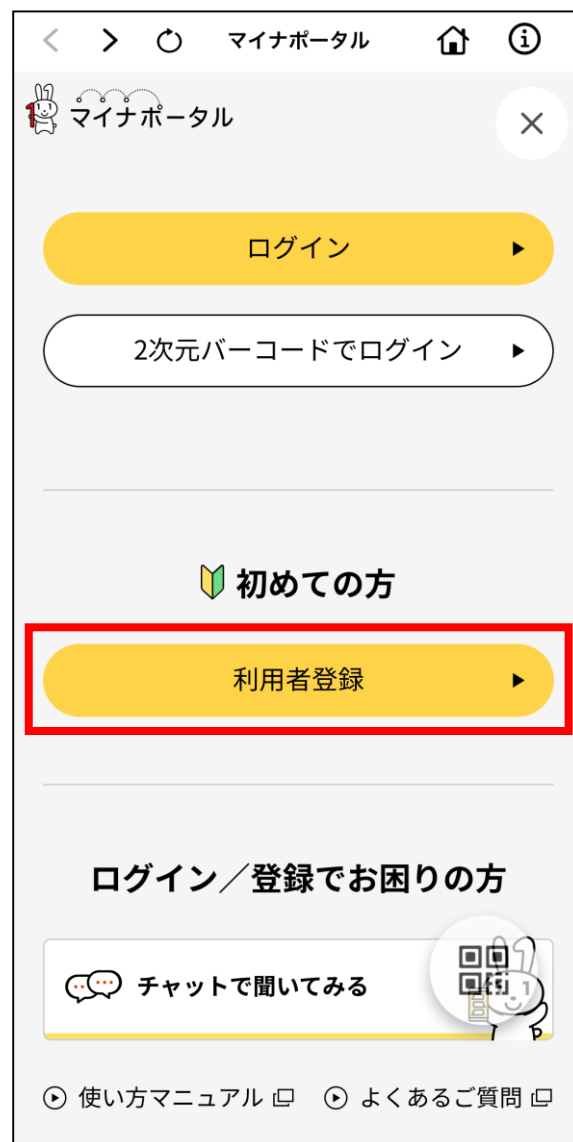 マイナポータル
マイナポータル
ログイン
2次元バーコードでログイン
初めての方
利用者登録
ログイン／登録でお困りの方
チャットで聞いてみる
使い方マニュアル よくあるご質問